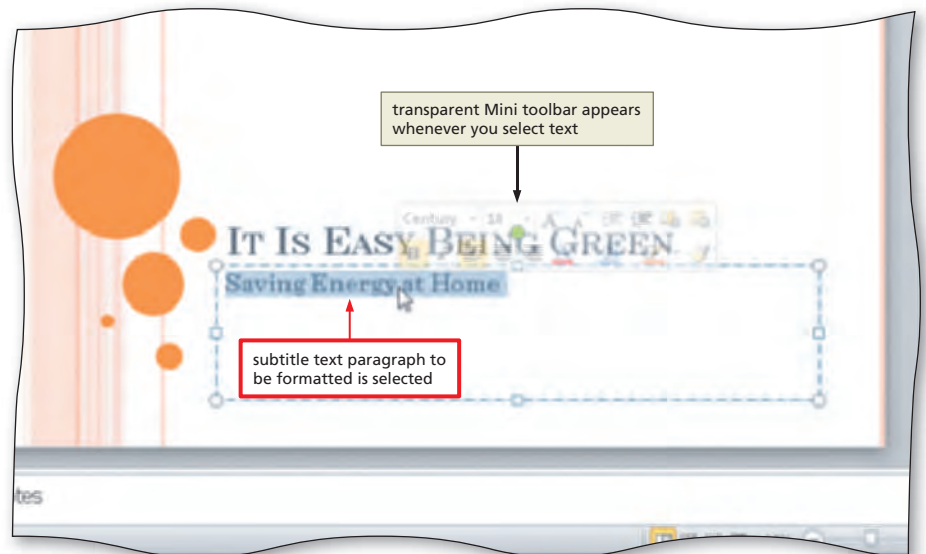 transparent Mini toolbar appears
whenever you select text
Century 18 A A
IT IS EASY BEING GREEN
Saving Energy at Home
subtitle text paragraph to
be formatted is selected
tes